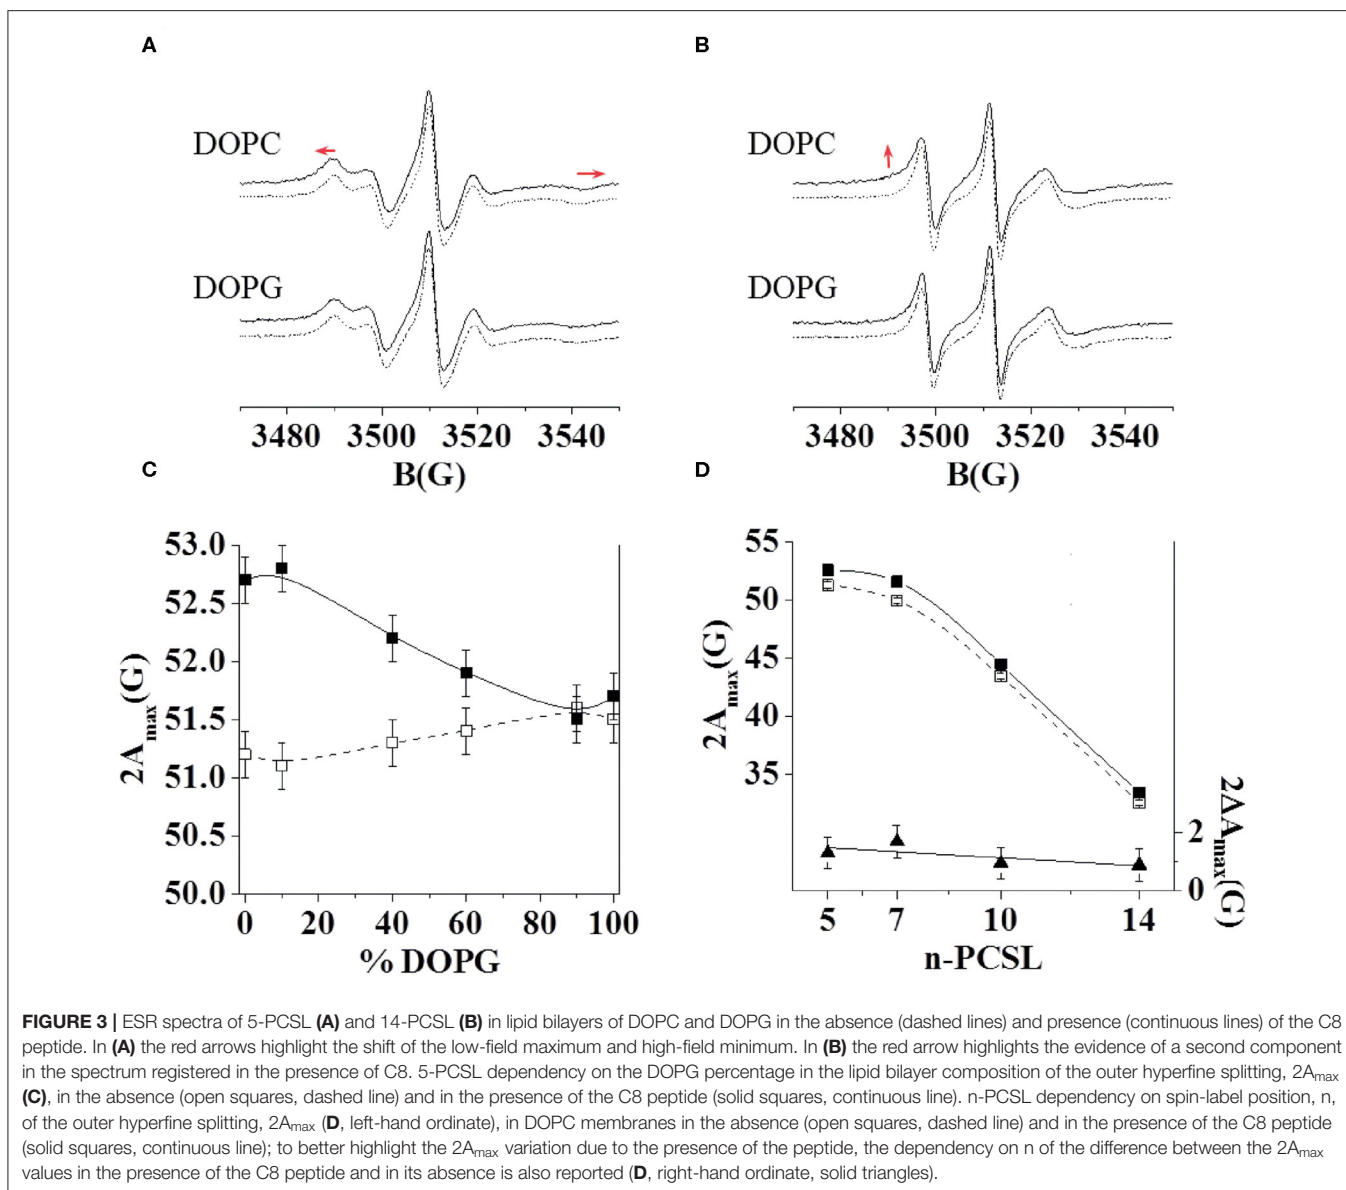 A
B
DOPC
DOPC
DOPG
DOPG
3480 3500 3520 3540
3480 3500 3520 3540
B(G)
B(G)
C
D
53.0
52.5
52.0
51.5
51.0
50.5
50.0
2A_max(G)
0 20 40 60 80 100
% DOPG
55
50
45
40
35
2A_max(G)
2
0
2ΔA_max(G)
5 7 10 14
n-PCSL
FIGURE 3 | ESR spectra of 5-PCSL (A) and 14-PCSL (B) in lipid bilayers of DOPC and DOPG in the absence (dashed lines) and presence (continuous lines) of the C8
peptide. In (A) the red arrows highlight the shift of the low-field maximum and high-field minimum. In (B) the red arrow highlights the evidence of a second component
in the spectrum registered in the presence of C8. 5-PCSL dependency on the DOPG percentage in the lipid bilayer composition of the outer hyperfine splitting, 2A_max
(C), in the absence (open squares, dashed line) and in the presence of the C8 peptide (solid squares, continuous line). n-PCSL dependency on spin-label position, n,
of the outer hyperfine splitting, 2A_max (D, left-hand ordinate), in DOPC membranes in the absence (open squares, dashed line) and in the presence of the C8 peptide
(solid squares, continuous line); to better highlight the 2A_max variation due to the presence of the peptide, the dependency on n of the difference between the 2A_max
values in the presence of the C8 peptide and in its absence is also reported (D, right-hand ordinate, solid triangles).